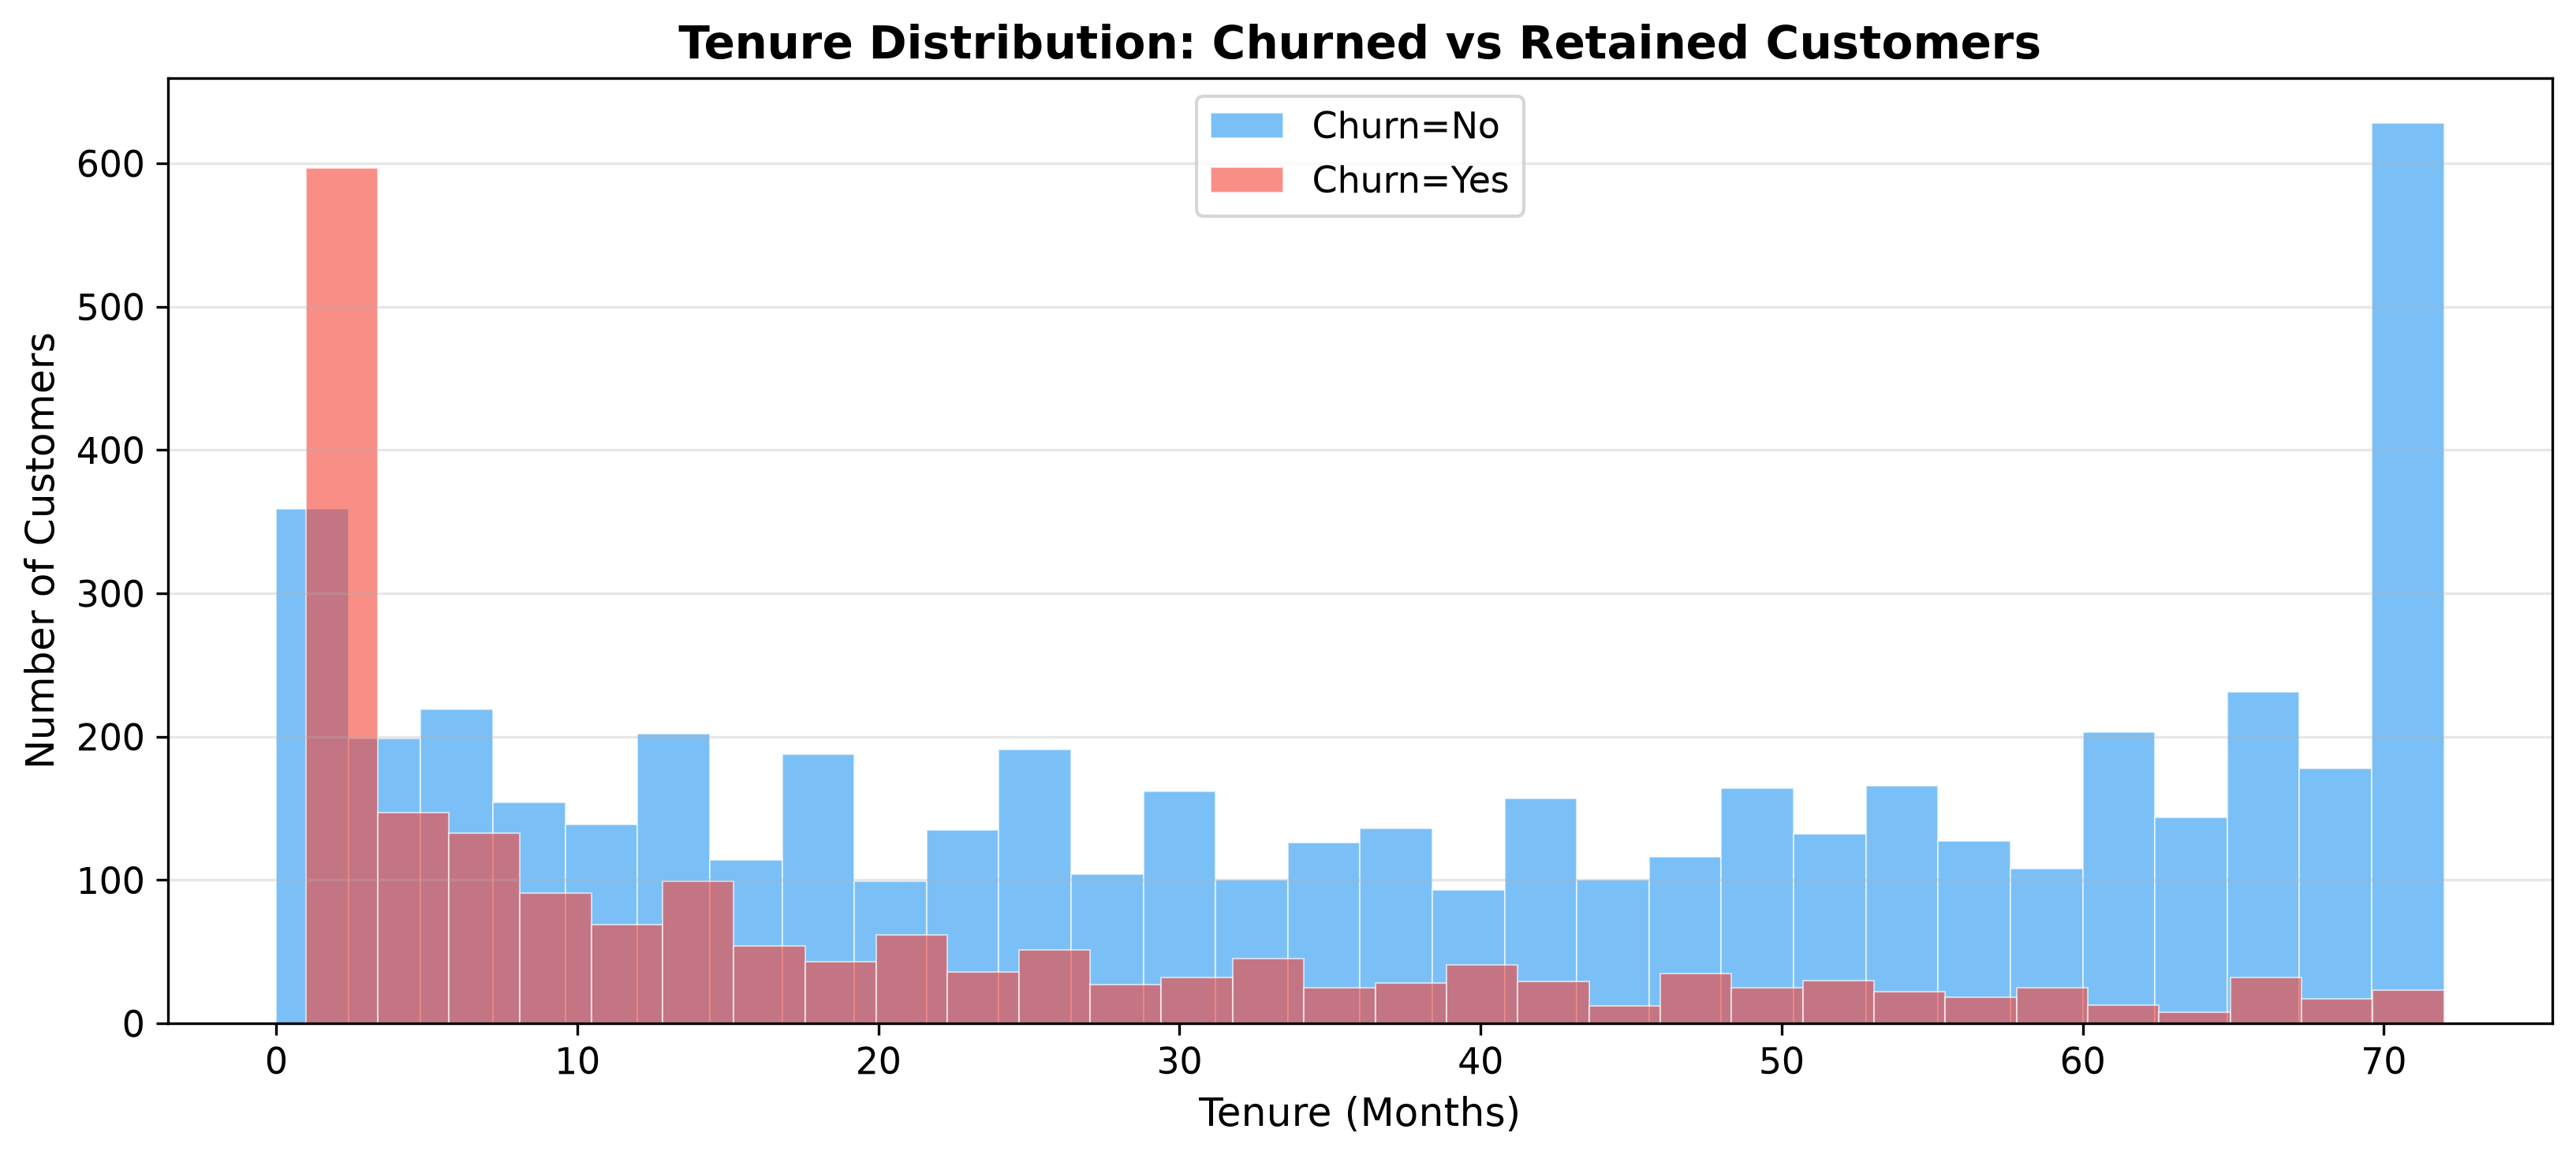 Tenure Distribution: Churned vs Retained Customers
Churn=No
Churn=Yes
Number of Customers
600
500
400
300
200
100
0
0 10 20 30 40 50 60 70
Tenure (Months)